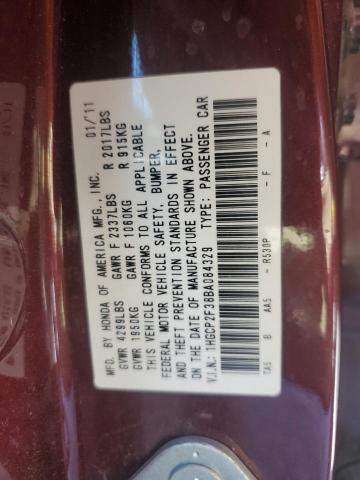 MFD. BY HONDA OF AMERICA MFG.,INC. 01/'11
GVWR 4299LBS GAWR F 2337LBS R 2017LBS
GVWR 1950KG GAWR F 1060KG R 915KG
THIS VEHICLE CONFORMS TO ALL APPLICABLE
FEDERAL MOTOR VEHICLE SAFETY, BUMPER,
AND THEFT PREVENTION STANDARDS IN EFFECT
ON THE DATE OF MANUFACTURE SHOWN ABOVE.
V.I.N.: 1HGCP2F38BA084329 TYPE: PASSENGER CAR
TA5 B AA5 - R530P - F - A